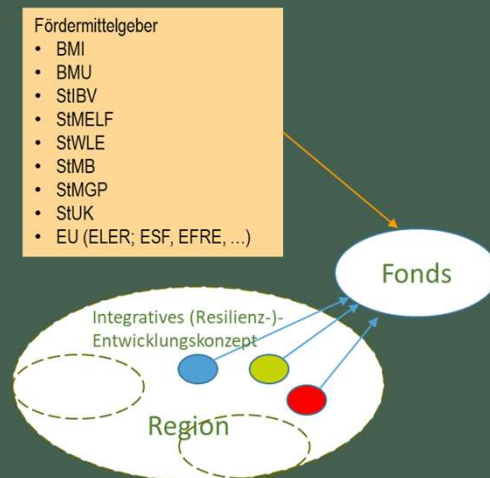 Fördermittelgeber
• BMI
• BMU
• StIBV
• StMELF
• StWLE
• StMB
• StMGP
• StUK
• EU (ELER; ESF, EFRE, …)
Fonds
Integratives (Resilienz-)-
Entwicklungskonzept
Region